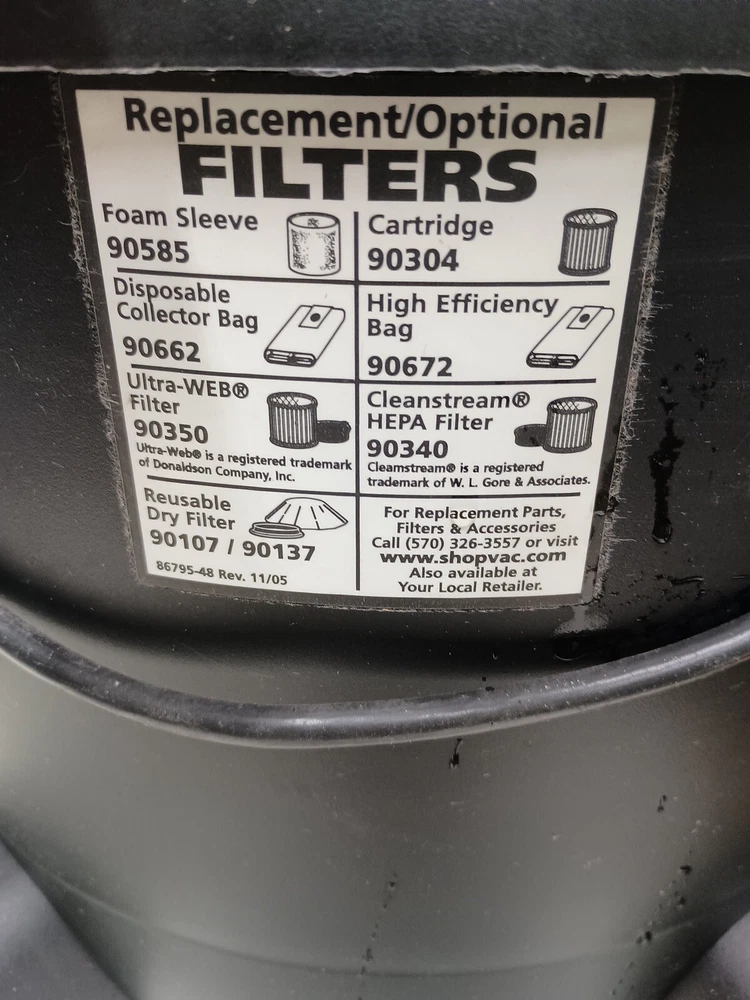 Replacement/Optional
FILTERS
Foam Sleeve
90585
Cartridge
90304
Disposable
Collector Bag
90662
High Efficiency
Bag
90672
Ultra-WEB®
Filter
90350
Ultra-Web® is a registered trademark
of Donaldson Company, Inc.
Cleanstream®
HEPA Filter
90340
Cleamstream® is a registered
trademark of W. L. Gore & Associates.
Reusable
Dry Filter
90107 / 90137
86795-48 Rev. 11/05
For Replacement Parts,
Filters & Accessories
Call (570) 326-3557 or visit
www.shopvac.com
Also available at
Your Local Retailer.